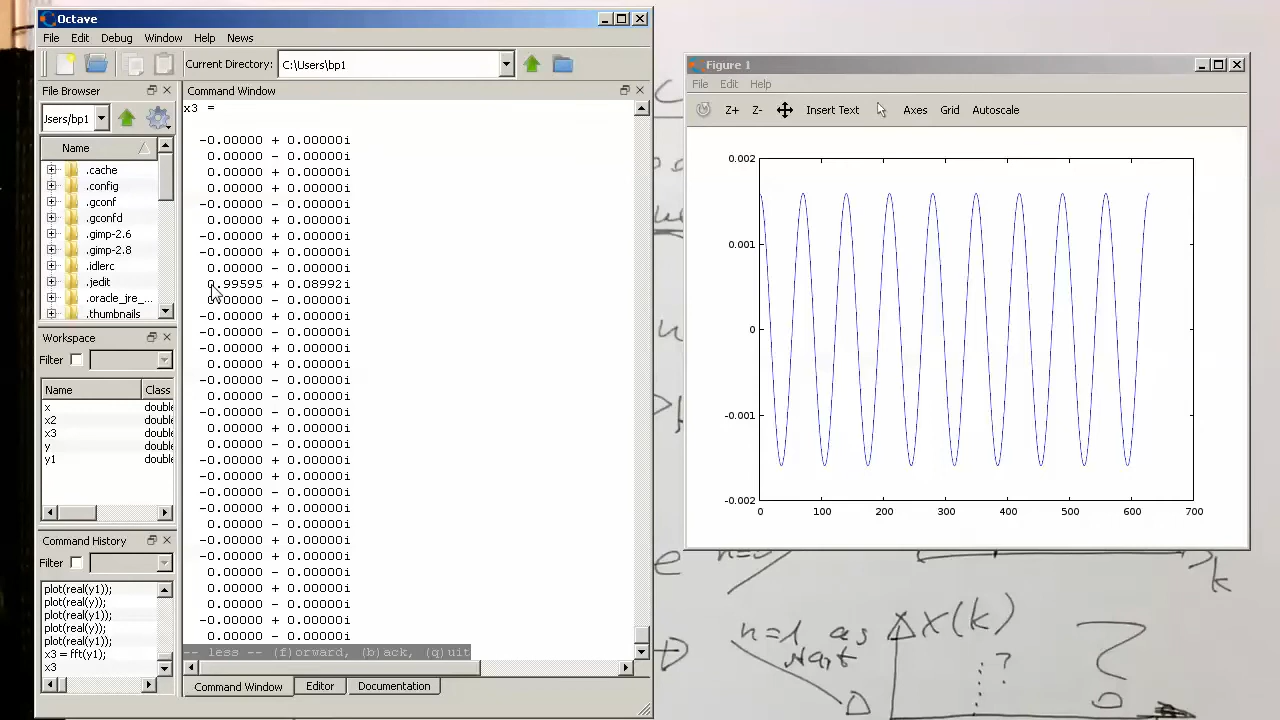 Octave
File Edit Debug Window Help News
Current Directory: C:\Users\bp1
File Browser
Jsers/bp1
Name
.cache
.config
.gconf
.gconfd
.gimp-2.6
.gimp-2.8
.idlerc
.jedit
.oracle_jre_...
.thumbnails
Workspace
Filter
Name Class
x double
x2 double
x3 double
y double
y1 double
Command History
Filter
plot(real(y1));
plot(real(y));
plot(real(y1));
plot(real(y));
plot(real(y1));
x3 = fft(y1);
x3
Command Window
x3 =
-0.00000 + 0.00000i
0.00000 - 0.00000i
0.00000 + 0.00000i
0.00000 + 0.00000i
-0.00000 - 0.00000i
0.00000 + 0.00000i
-0.00000 + 0.00000i
-0.00000 + 0.00000i
0.00000 - 0.00000i
0.99595 + 0.08992i
0.00000 - 0.00000i
-0.00000 + 0.00000i
-0.00000 - 0.00000i
-0.00000 + 0.00000i
0.00000 + 0.00000i
-0.00000 - 0.00000i
0.00000 - 0.00000i
-0.00000 + 0.00000i
-0.00000 + 0.00000i
0.00000 - 0.00000i
-0.00000 - 0.00000i
-0.00000 + 0.00000i
-0.00000 - 0.00000i
-0.00000 + 0.00000i
0.00000 - 0.00000i
-0.00000 + 0.00000i
-0.00000 + 0.00000i
0.00000 - 0.00000i
0.00000 + 0.00000i
0.00000 - 0.00000i
-0.00000 + 0.00000i
0.00000 - 0.00000i
-- less -- (f)orward, (b)ack, (q)uit
Command Window Editor Documentation
Figure 1
File Edit Help
Z+ Z- Insert Text Axes Grid Autoscale
0.002
0.001
0
-0.001
-0.002
0 100 200 300 400 500 600 700
k
n=1 as
start
X(k)
?
?